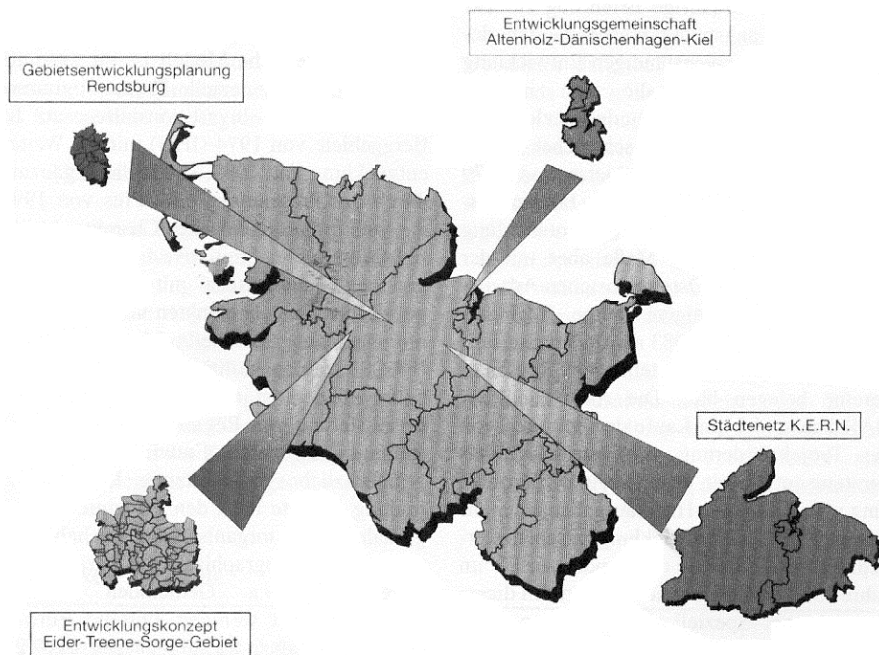 Entwicklungsgemeinschaft
Altenholz-Dänischenhagen-Kiel
Gebietsentwicklungsplanung
Rendsburg
Städtenetz K.E.R.N.
Entwicklungskonzept
Eider-Treene-Sorge-Gebiet